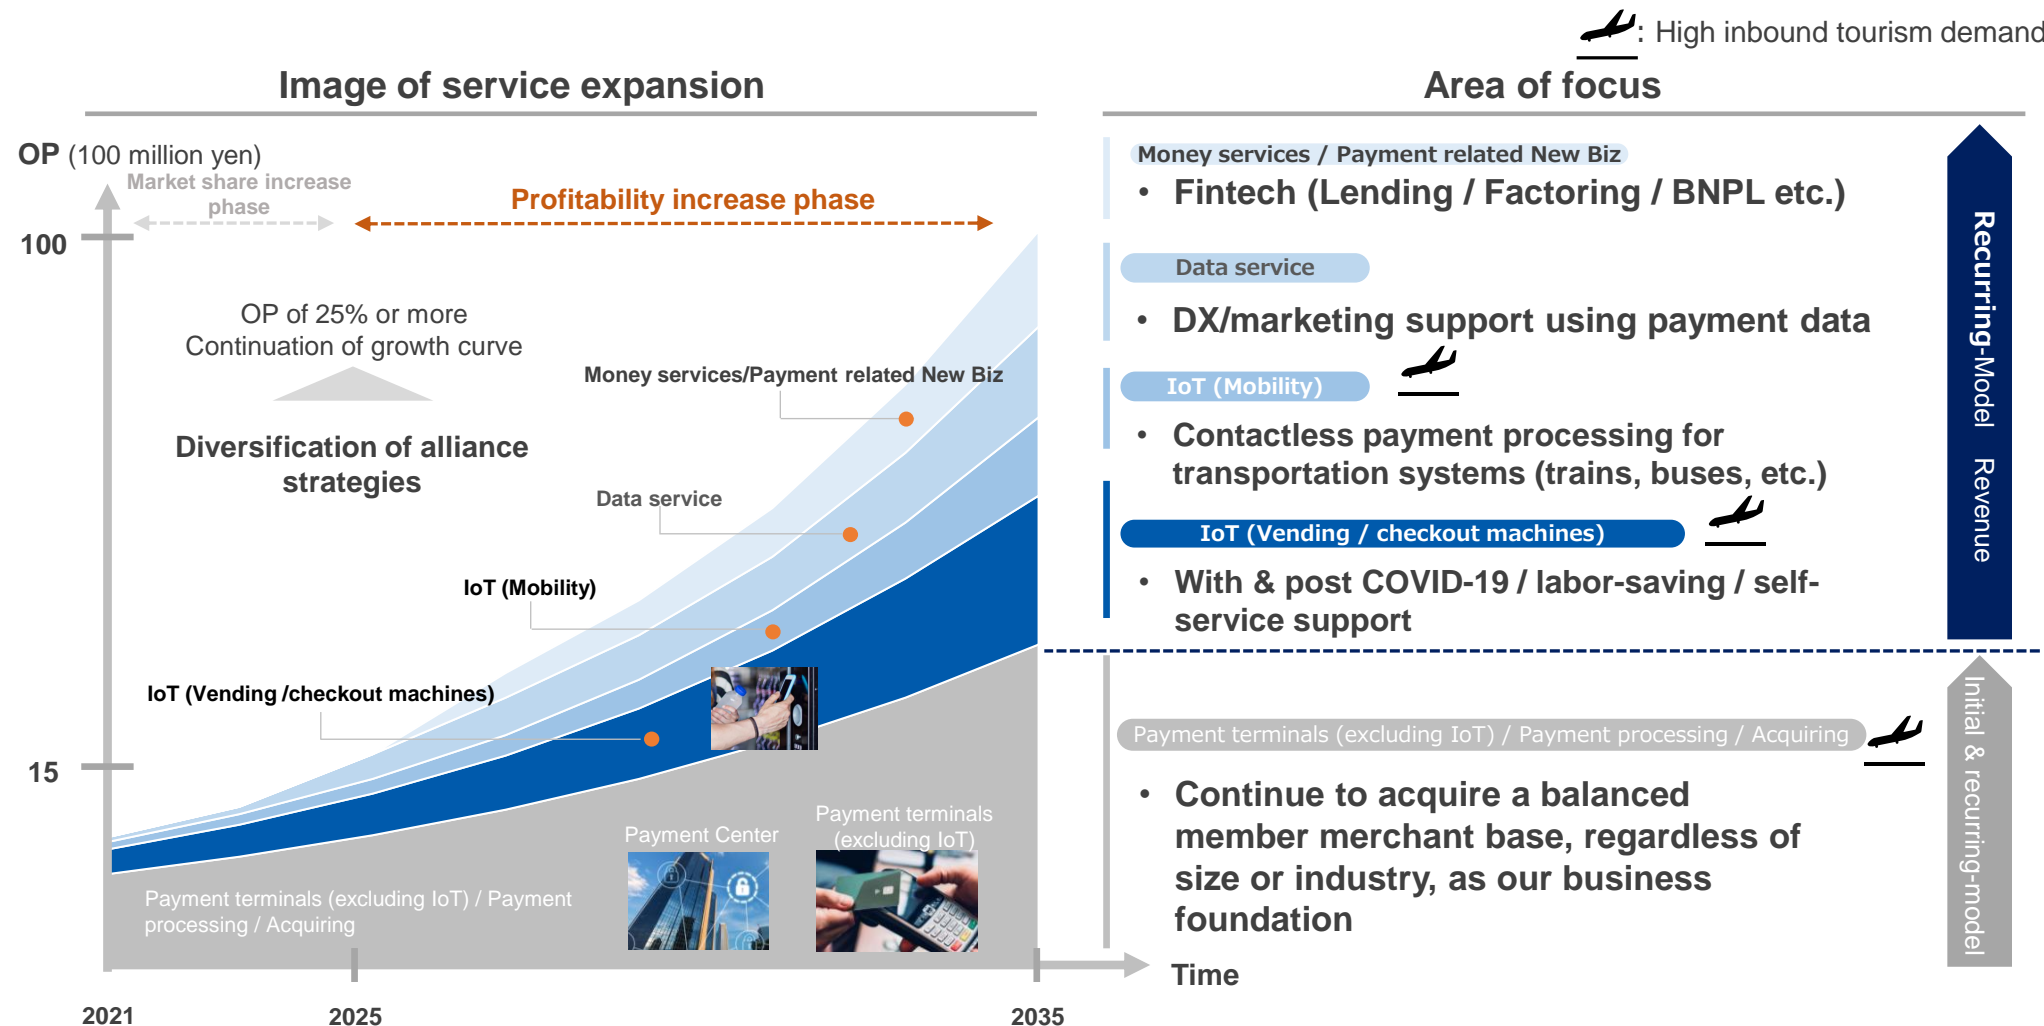 : High inbound tourism demand
Image of service expansion
OP (100 million yen)
Market share increase
phase
Profitability increase phase
100
OP of 25% or more
Continuation of growth curve
Diversification of alliance
strategies
Money services/Payment related New Biz
Data service
IoT (Mobility)
IoT (Vending /checkout machines)
15
Payment Center
Payment terminals
(excluding IoT)
Payment terminals (excluding IoT) / Payment
processing / Acquiring
2021
2025
2035
Time
Area of focus
Money services / Payment related New Biz
• Fintech (Lending / Factoring / BNPL etc.)
Data service
• DX/marketing support using payment data
IoT (Mobility)
• Contactless payment processing for
transportation systems (trains, buses, etc.)
IoT (Vending / checkout machines)
• With & post COVID-19 / labor-saving / self-
service support
Payment terminals (excluding IoT) / Payment processing / Acquiring
• Continue to acquire a balanced
member merchant base, regardless of
size or industry, as our business
foundation
Recurring-Model Revenue
Initial & recurring-model